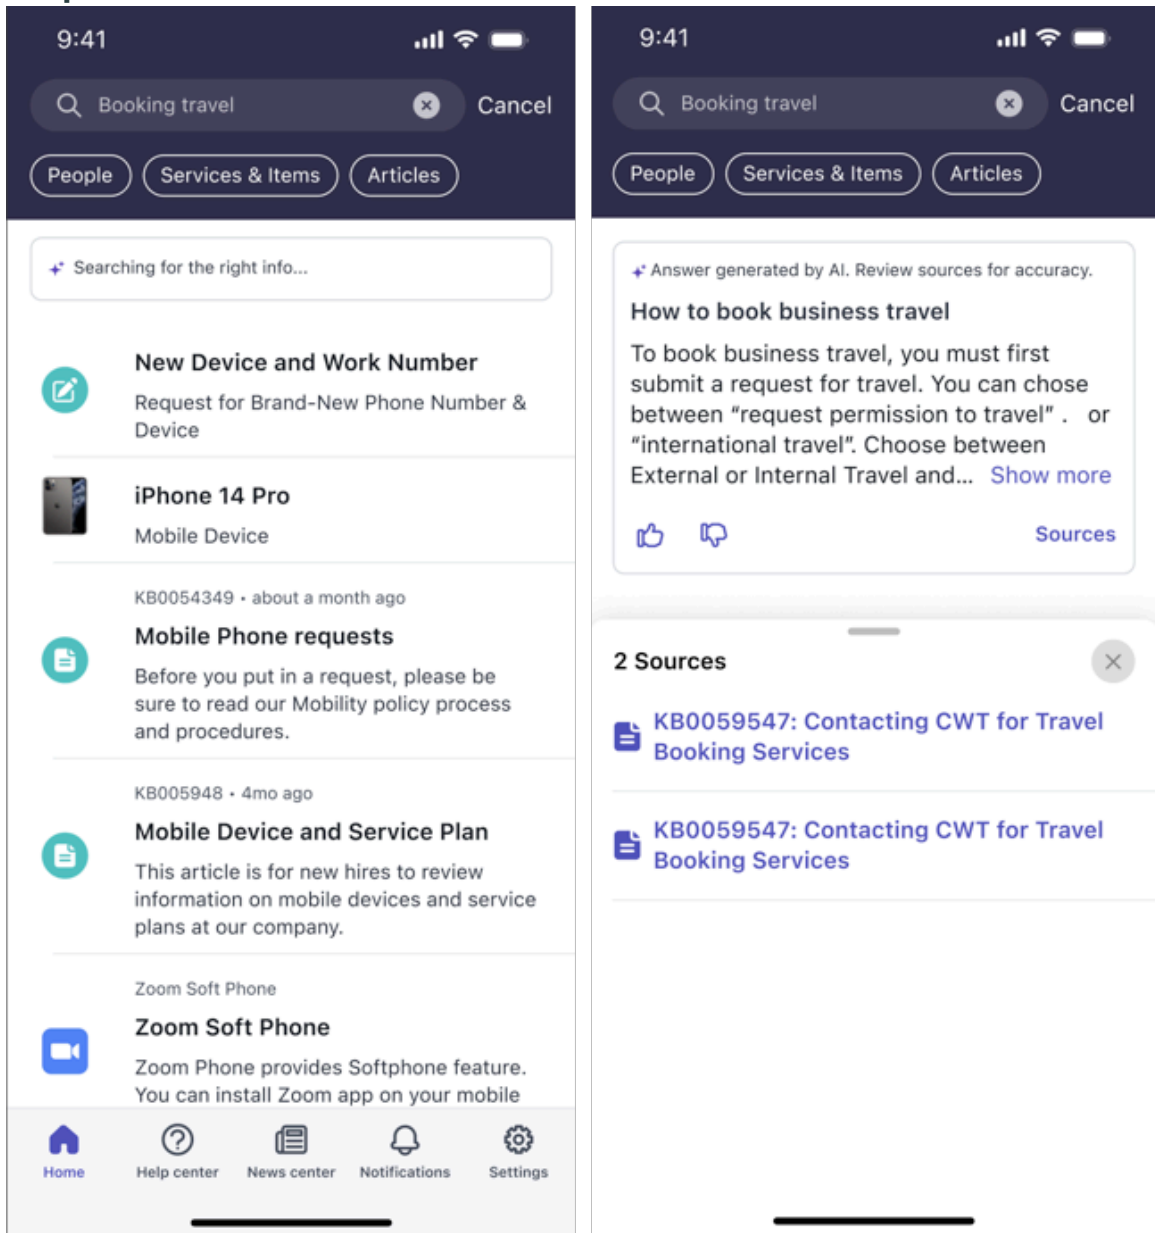 9:41
Booking travel
Cancel
People
Services & Items
Articles
Searching for the right info...
New Device and Work Number
Request for Brand-New Phone Number &
Device
iPhone 14 Pro
Mobile Device
KB0054349 • about a month ago
Mobile Phone requests
Before you put in a request, please be
sure to read our Mobility policy process
and procedures.
KB005948 • 4mo ago
Mobile Device and Service Plan
This article is for new hires to review
information on mobile devices and service
plans at our company.
Zoom Soft Phone
Zoom Soft Phone
Zoom Phone provides Softphone feature.
You can install Zoom app on your mobile
Home
Help center
News center
Notifications
Settings
9:41
Booking travel
Cancel
People
Services & Items
Articles
Answer generated by AI. Review sources for accuracy.
How to book business travel
To book business travel, you must first
submit a request for travel. You can chose
between “request permission to travel” .   or
“international travel”. Choose between
External or Internal Travel and... Show more
Sources
2 Sources
KB0059547: Contacting CWT for Travel
Booking Services
KB0059547: Contacting CWT for Travel
Booking Services